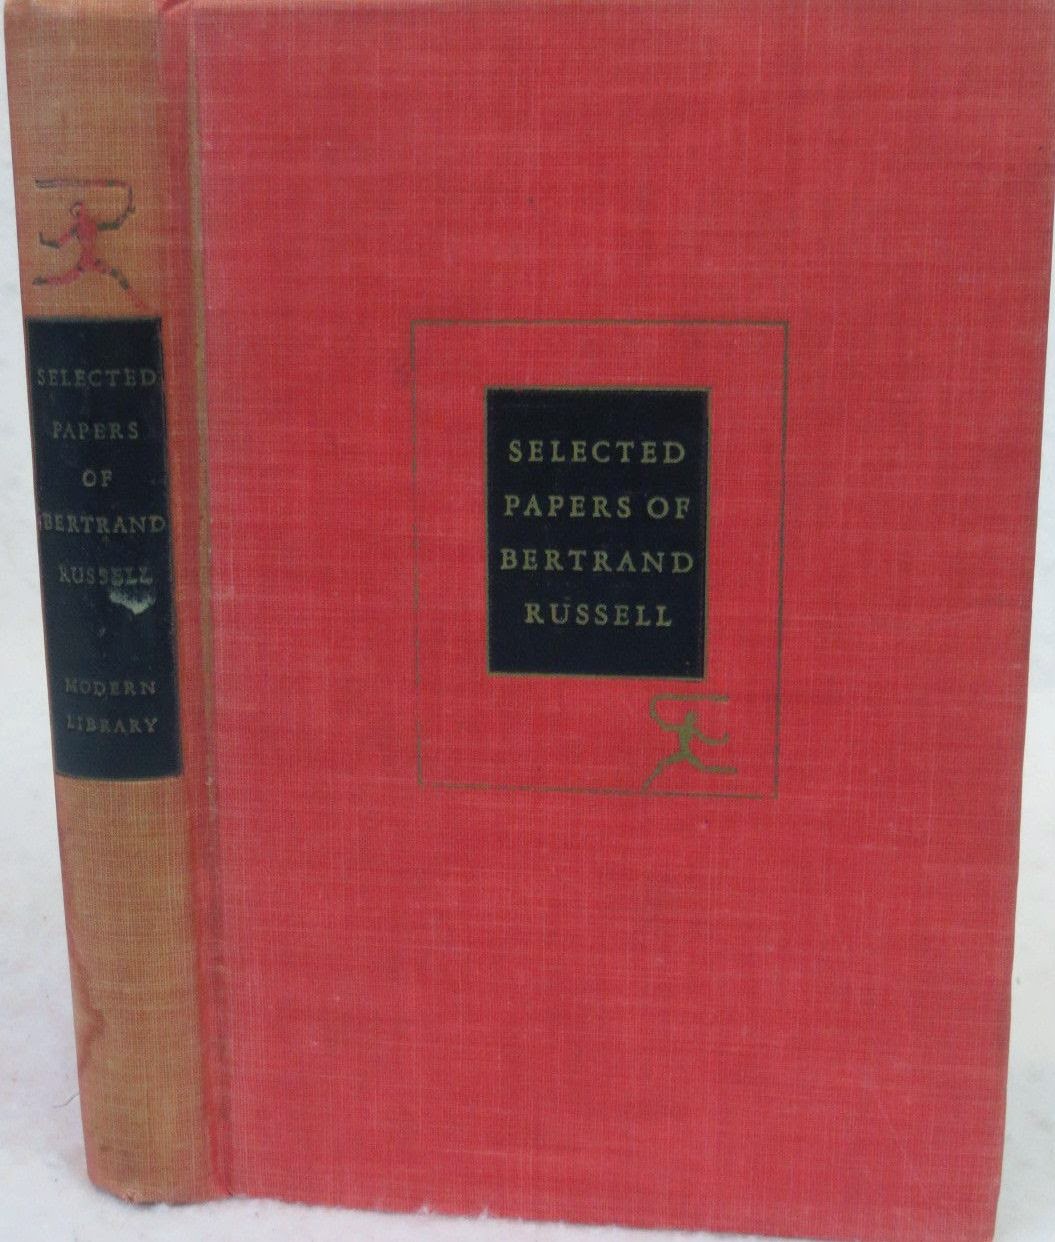 SELECTED
PAPERS
OF
BERTRAND
RUSSELL
MODERN
LIBRARY
SELECTED
PAPERS OF
BERTRAND
RUSSELL